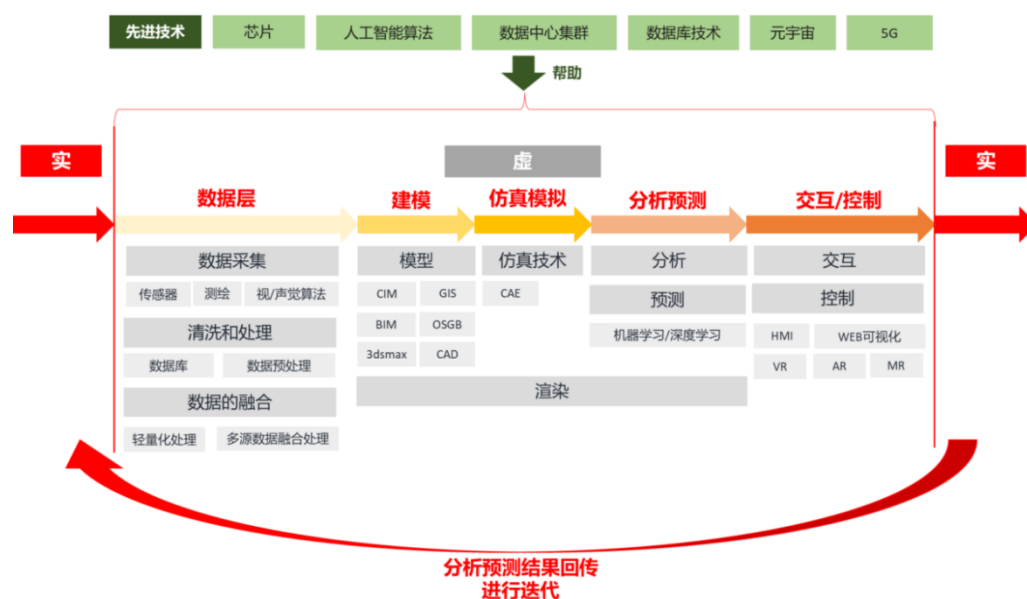 先进技术
芯片
人工智能算法
数据中心集群
数据库技术
元宇宙
5G
帮助
实
虚
实
数据层
建模
仿真模拟
分析预测
交互/控制
数据采集
模型
仿真技术
分析
交互
传感器
测绘
视/声觉算法
CIM
GIS
CAE
预测
控制
清洗和处理
BIM
OSGB
机器学习/深度学习
HMI
WEB可视化
数据库
数据预处理
3dsmax
CAD
VR
AR
MR
数据的融合
渲染
轻量化处理
多源数据融合处理
分析预测结果回传
进行迭代